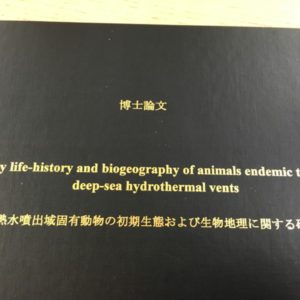 博士論文
y life-history and biogeography of animals endemic t
deep-sea hydrothermal vents
熱水噴出域固有動物の初期生態および生物地理に関する研